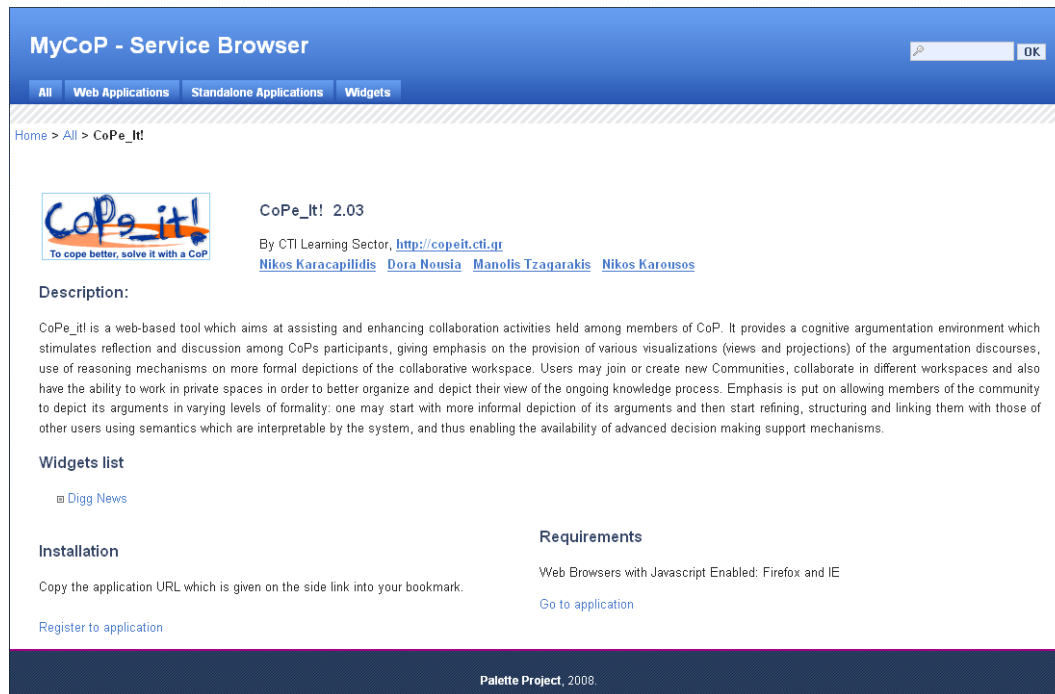 MyCoP - Service Browser
OK
All Web Applications Standalone Applications Widgets
Home > All > CoPe_It!
CoPe_it!
To cope better, solve it with a CoP
CoPe_It! 2.03
By CTI Learning Sector, http://copeit.cti.gr
Nikos Karacapilidis Dora Nousia Manolis Tzagarakis Nikos Karousos
Description:
CoPe_it! is a web-based tool which aims at assisting and enhancing collaboration activities held among members of CoP. It provides a cognitive argumentation environment which
stimulates reflection and discussion among CoPs participants, giving emphasis on the provision of various visualizations (views and projections) of the argumentation discourses,
use of reasoning mechanisms on more formal depictions of the collaborative workspace. Users may join or create new Communities, collaborate in different workspaces and also
have the ability to work in private spaces in order to better organize and depict their view of the ongoing knowledge process. Emphasis is put on allowing members of the community
to depict its arguments in varying levels of formality: one may start with more informal depiction of its arguments and then start refining, structuring and linking them with those of
other users using semantics which are interpretable by the system, and thus enabling the availability of advanced decision making support mechanisms.
Widgets list
Digg News
Installation
Copy the application URL which is given on the side link into your bookmark.
Register to application
Requirements
Web Browsers with Javascript Enabled: Firefox and IE
Go to application
Palette Project, 2008.